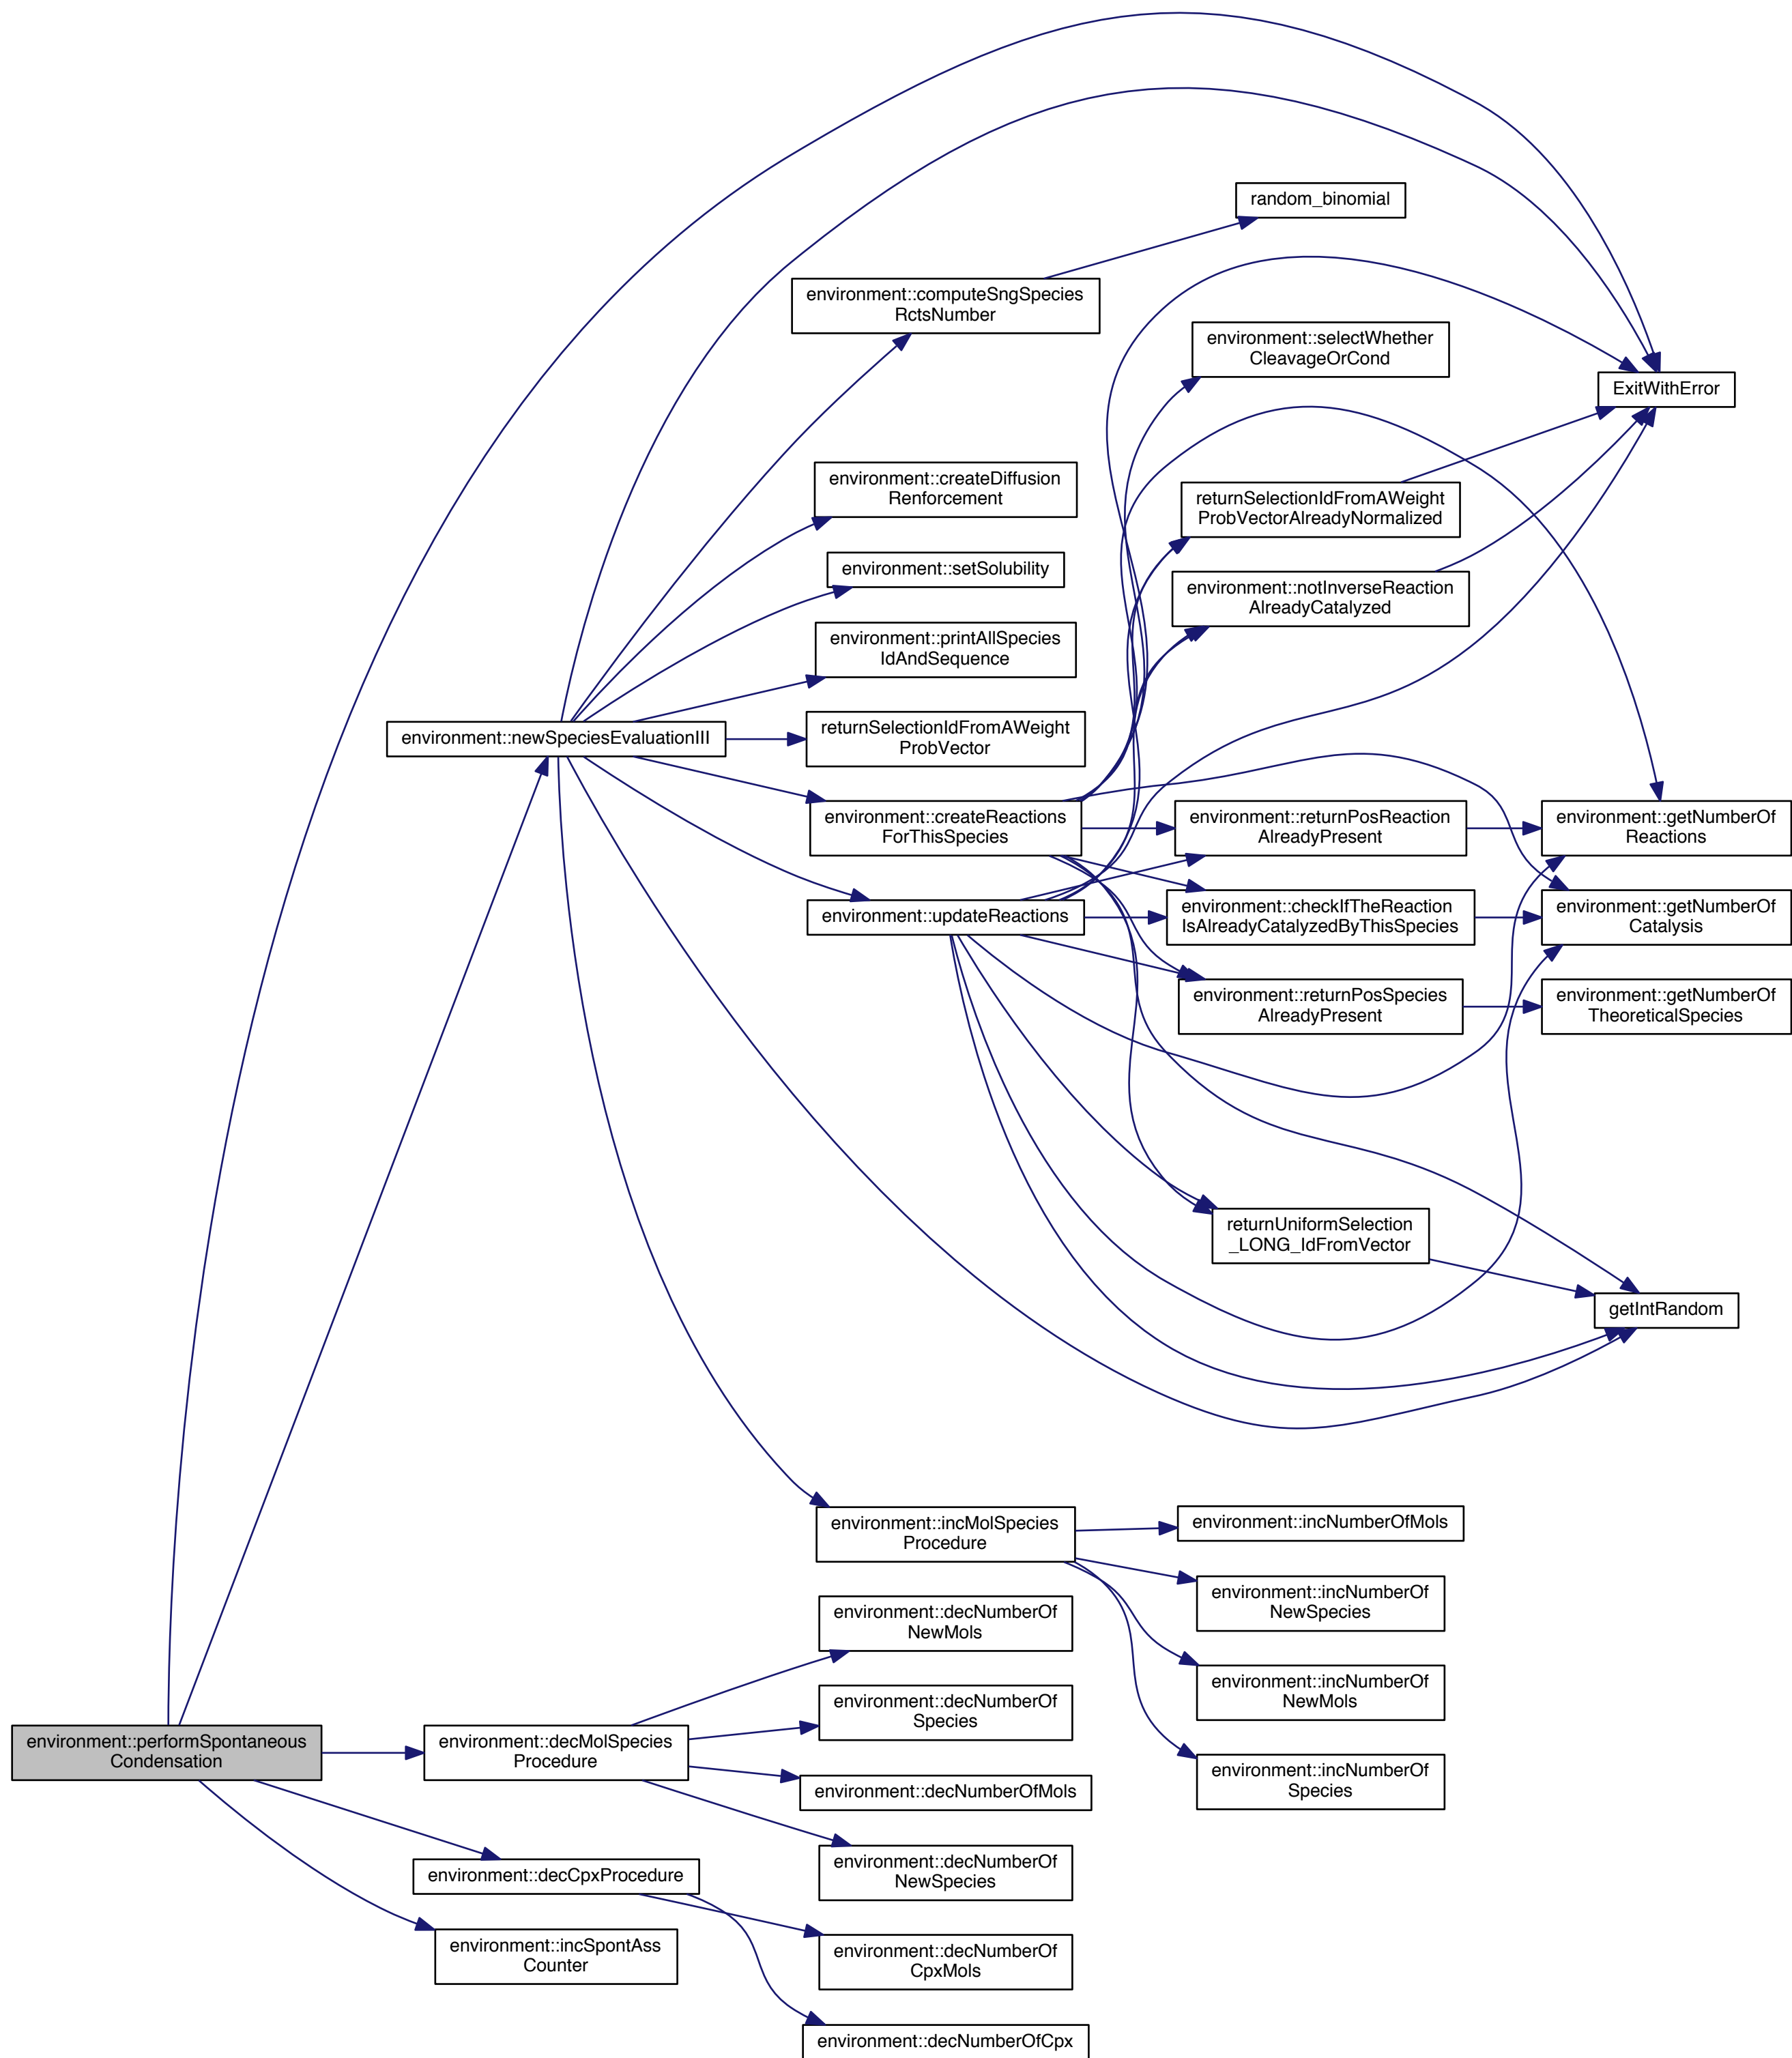 random_binomial
environment::computeSngSpecies
RctsNumber
environment::selectWhether
CleavageOrCond
ExitWithError
environment::createDiffusion
Renforcement
returnSelectionIdFromAWeight
ProbVectorAlreadyNormalized
environment::setSolubility
environment::notInverseReaction
AlreadyCatalyzed
environment::printAllSpecies
IdAndSequence
environment::newSpeciesEvaluationIII
returnSelectionIdFromAWeight
ProbVector
environment::createReactions
ForThisSpecies
environment::returnPosReaction
AlreadyPresent
environment::getNumberOf
Reactions
environment::updateReactions
environment::checkIfTheReaction
IsAlreadyCatalyzedByThisSpecies
environment::getNumberOf
Catalysis
environment::returnPosSpecies
AlreadyPresent
environment::getNumberOf
TheoreticalSpecies
returnUniformSelection
_LONG_IdFromVector
getIntRandom
environment::incMolSpecies
Procedure
environment::incNumberOfMols
environment::incNumberOf
NewSpecies
environment::decNumberOf
NewMols
environment::incNumberOf
NewMols
environment::decNumberOf
Species
environment::performSpontaneous
Condensation
environment::decMolSpecies
Procedure
environment::incNumberOf
Species
environment::decNumberOfMols
environment::decCpxProcedure
environment::decNumberOf
NewSpecies
environment::incSpontAss
Counter
environment::decNumberOf
CpxMols
environment::decNumberOfCpx